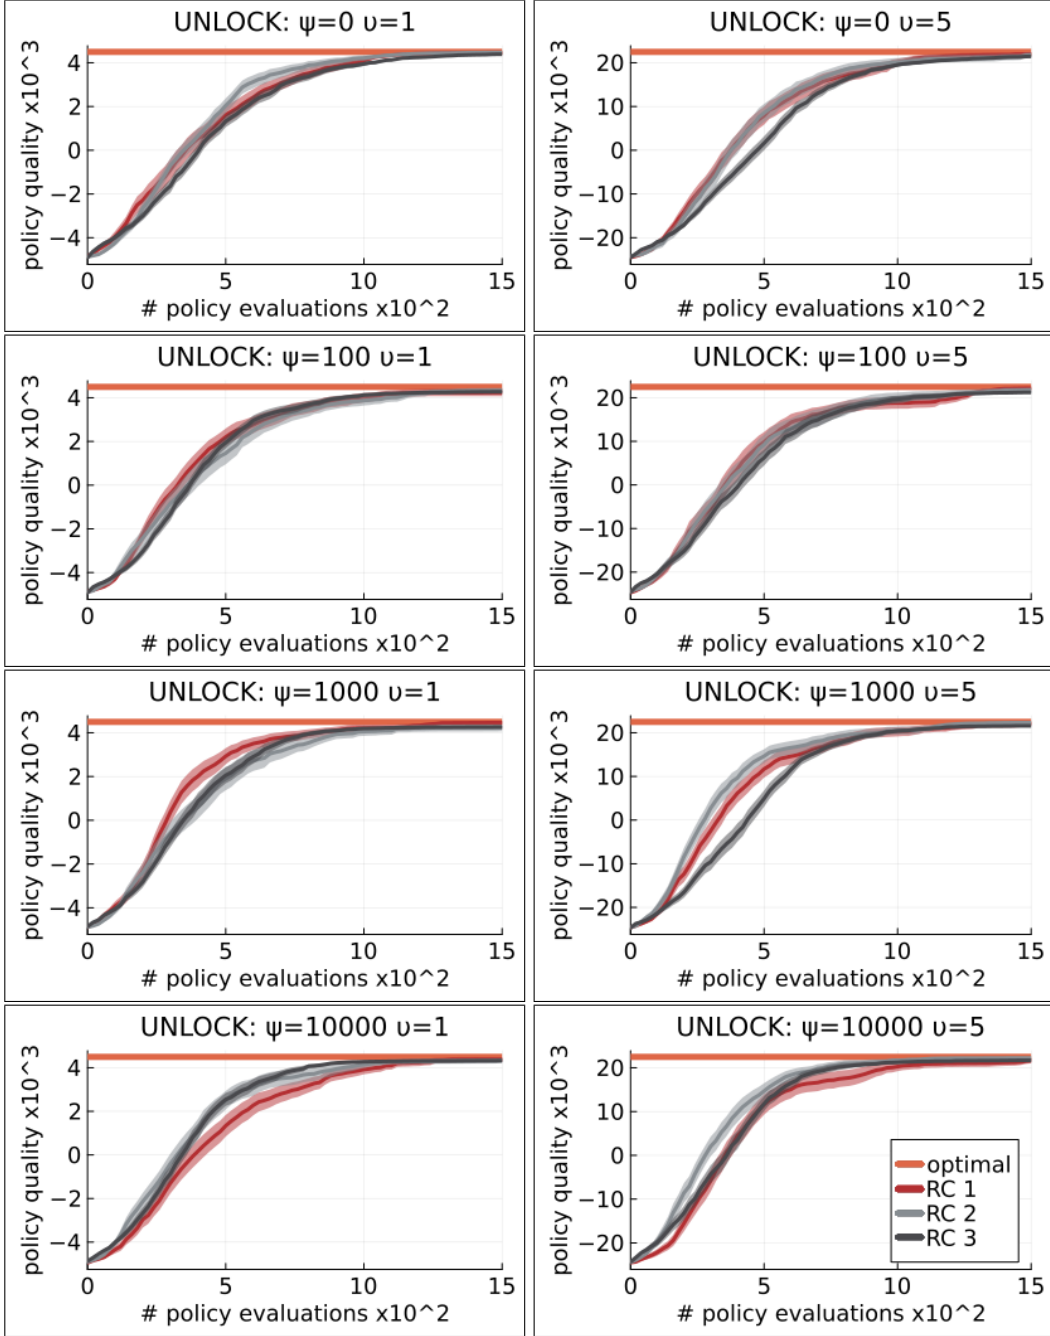 UNLOCK: ψ=0 υ=1
policy quality x10^3
4
2
0
−2
−4
0 5 10 15
# policy evaluations x10^2
UNLOCK: ψ=0 υ=5
policy quality x10^3
20
10
0
−10
−20
0 5 10 15
# policy evaluations x10^2
UNLOCK: ψ=100 υ=1
policy quality x10^3
4
2
0
−2
−4
0 5 10 15
# policy evaluations x10^2
UNLOCK: ψ=100 υ=5
policy quality x10^3
20
10
0
−10
−20
0 5 10 15
# policy evaluations x10^2
UNLOCK: ψ=1000 υ=1
policy quality x10^3
4
2
0
−2
−4
0 5 10 15
# policy evaluations x10^2
UNLOCK: ψ=1000 υ=5
policy quality x10^3
20
10
0
−10
−20
0 5 10 15
# policy evaluations x10^2
UNLOCK: ψ=10000 υ=1
policy quality x10^3
4
2
0
−2
−4
0 5 10 15
# policy evaluations x10^2
UNLOCK: ψ=10000 υ=5
policy quality x10^3
20
10
0
−10
−20
0 5 10 15
# policy evaluations x10^2
optimal
RC 1
RC 2
RC 3